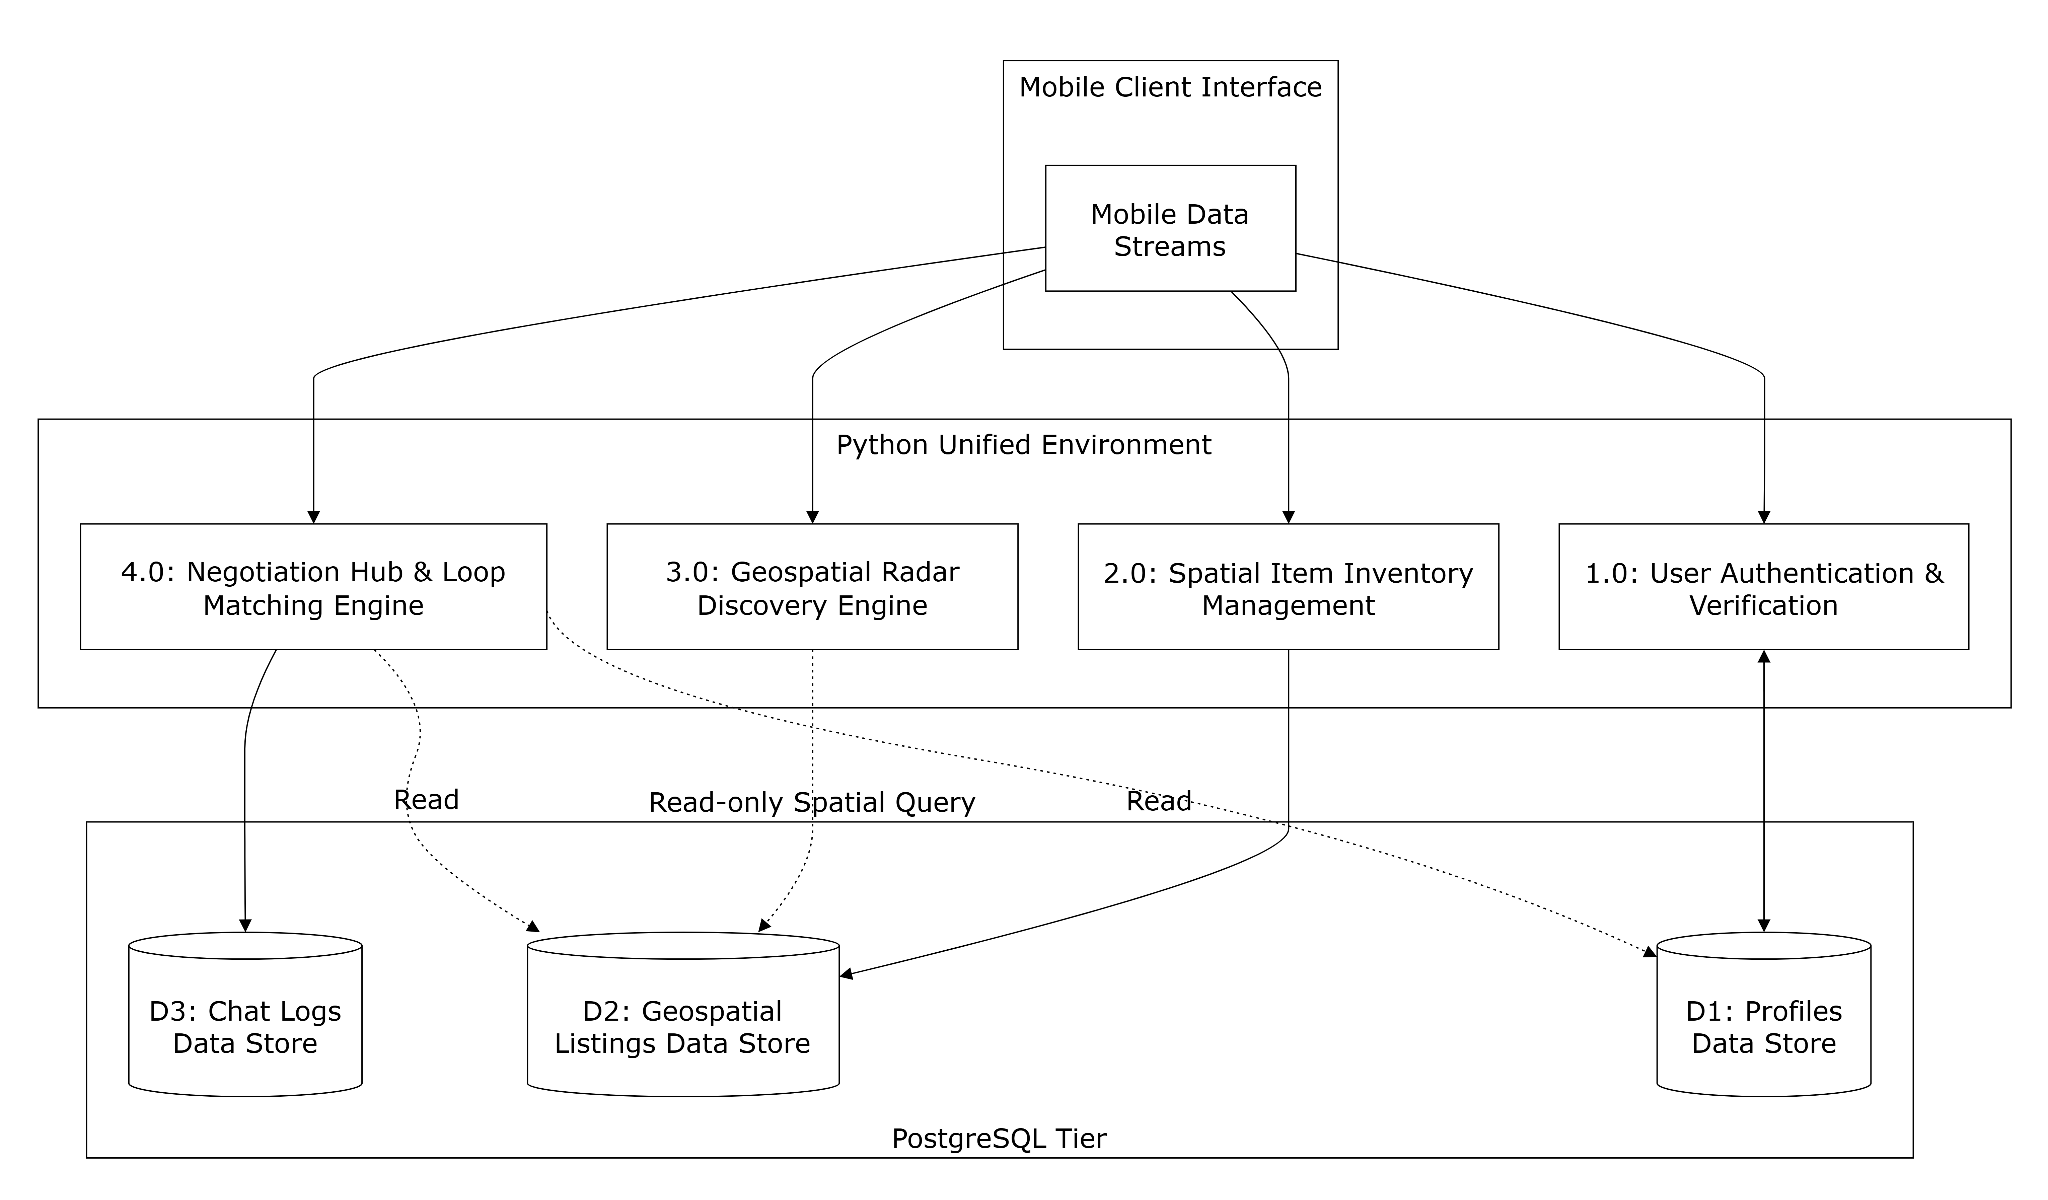 Mobile Client Interface
Mobile Data
Streams
Python Unified Environment
4.0: Negotiation Hub & Loop
Matching Engine
3.0: Geospatial Radar
Discovery Engine
2.0: Spatial Item Inventory
Management
1.0: User Authentication &
Verification
Read
Read-only Spatial Query
Read
D3: Chat Logs
Data Store
D2: Geospatial
Listings Data Store
D1: Profiles
Data Store
PostgreSQL Tier